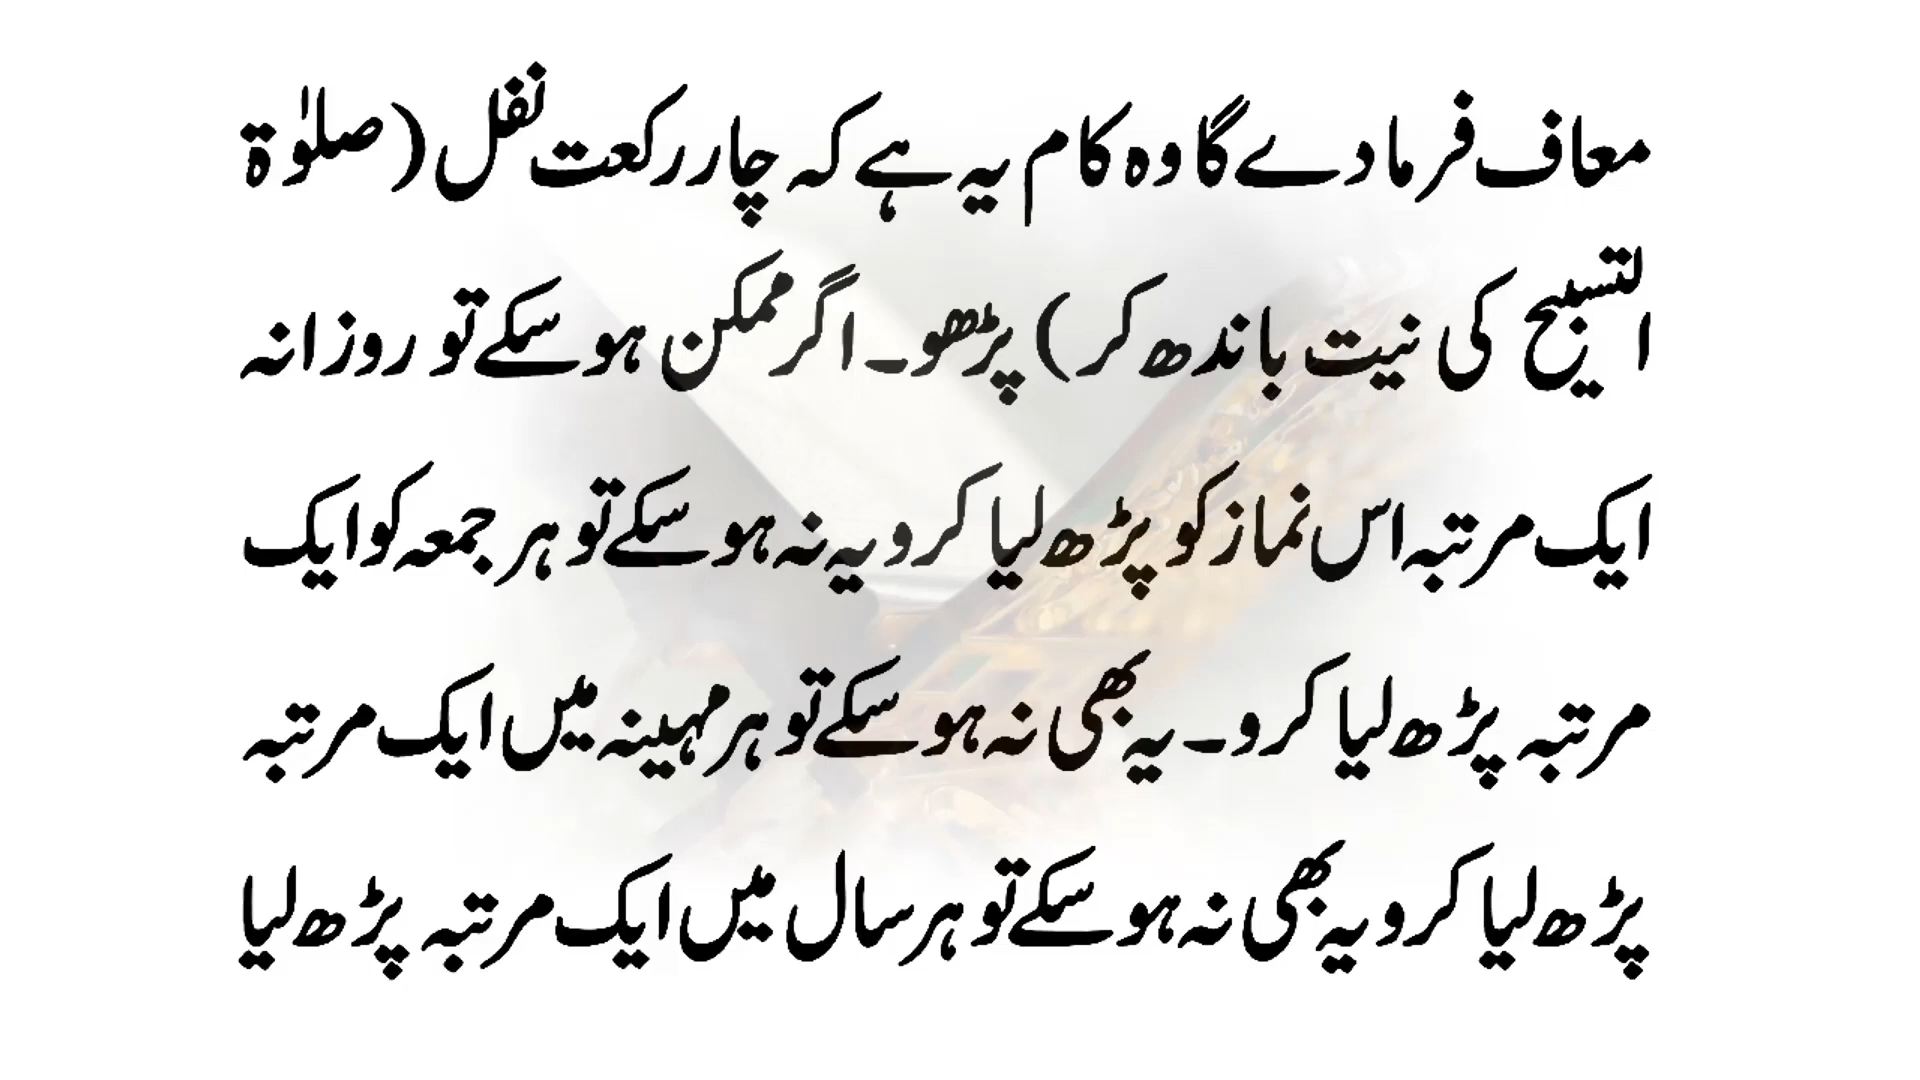 معاف فرما دے گا وہ کام یہ ہے کہ چار رکعت نفل (صلوٰۃ
التسبیح کی نیت باندھ کر) پڑھو۔ اگر ممکن ہو سکے تو روزانہ
ایک مرتبہ اس نماز کو پڑھ لیا کرو یہ نہ ہو سکے تو ہر جمعہ کو ایک
مرتبہ پڑھ لیا کرو۔ یہ بھی نہ ہو سکے تو ہر مہینہ میں ایک مرتبہ
پڑھ لیا کرو یہ بھی نہ ہو سکے تو ہر سال میں ایک مرتبہ پڑھ لیا